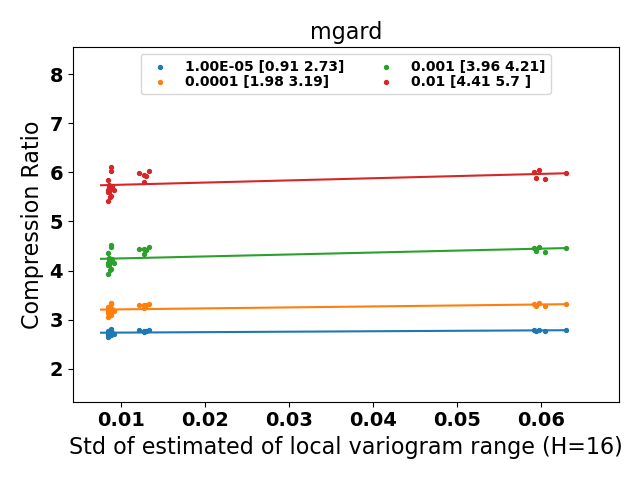 mgard
1.00E-05 [0.91 2.73]
0.0001 [1.98 3.19]
0.001 [3.96 4.21]
0.01 [4.41 5.7 ]
8
7
6
5
4
3
2
Compression Ratio
0.01 0.02 0.03 0.04 0.05 0.06
Std of estimated of local variogram range (H=16)